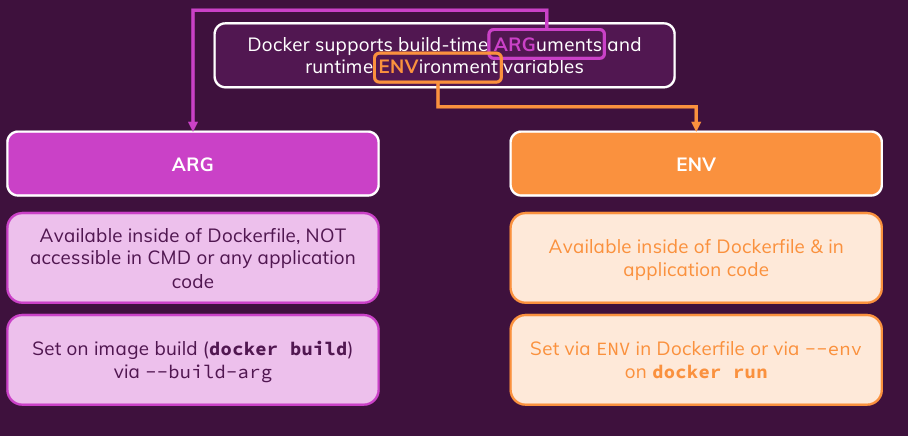 Docker supports build-time ARGuments and
runtime ENVironment variables
ARG
ENV
Available inside of Dockerfile, NOT
accessible in CMD or any application
code
Available inside of Dockerfile & in
application code
Set on image build (docker build)
via --build-arg
Set via ENV in Dockerfile or via --env
on docker run